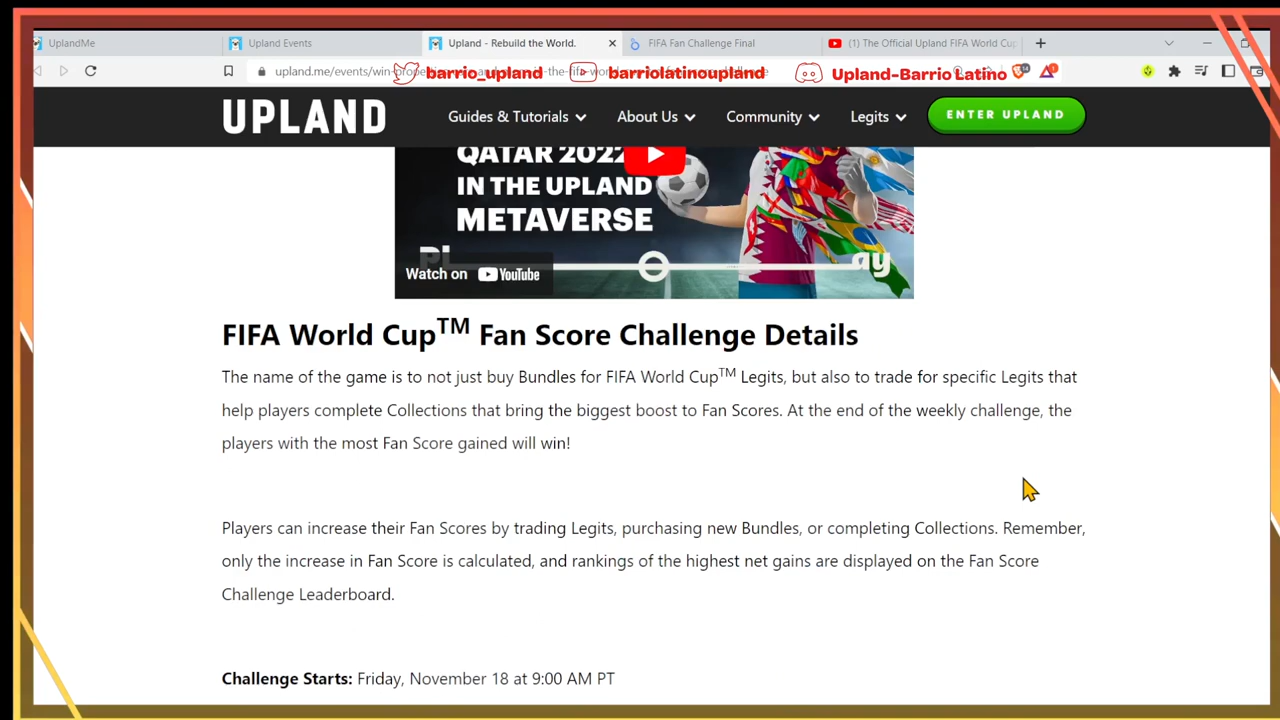 UplandMe
Upland Events
Upland - Rebuild the World.
FIFA Fan Challenge Final
(1) The Official Upland FIFA World Cup
barrio_upland
barriolatinoupland
Upland-Barrio Latino
UPLAND
Guides & Tutorials
About Us
Community
Legits
ENTER UPLAND
QATAR 2022
IN THE UPLAND
METAVERSE
Watch on YouTube
FIFA World Cup™ Fan Score Challenge Details
The name of the game is to not just buy Bundles for FIFA World Cup™ Legits, but also to trade for specific Legits that
help players complete Collections that bring the biggest boost to Fan Scores. At the end of the weekly challenge, the
players with the most Fan Score gained will win!
Players can increase their Fan Scores by trading Legits, purchasing new Bundles, or completing Collections. Remember,
only the increase in Fan Score is calculated, and rankings of the highest net gains are displayed on the Fan Score
Challenge Leaderboard.
Challenge Starts: Friday, November 18 at 9:00 AM PT